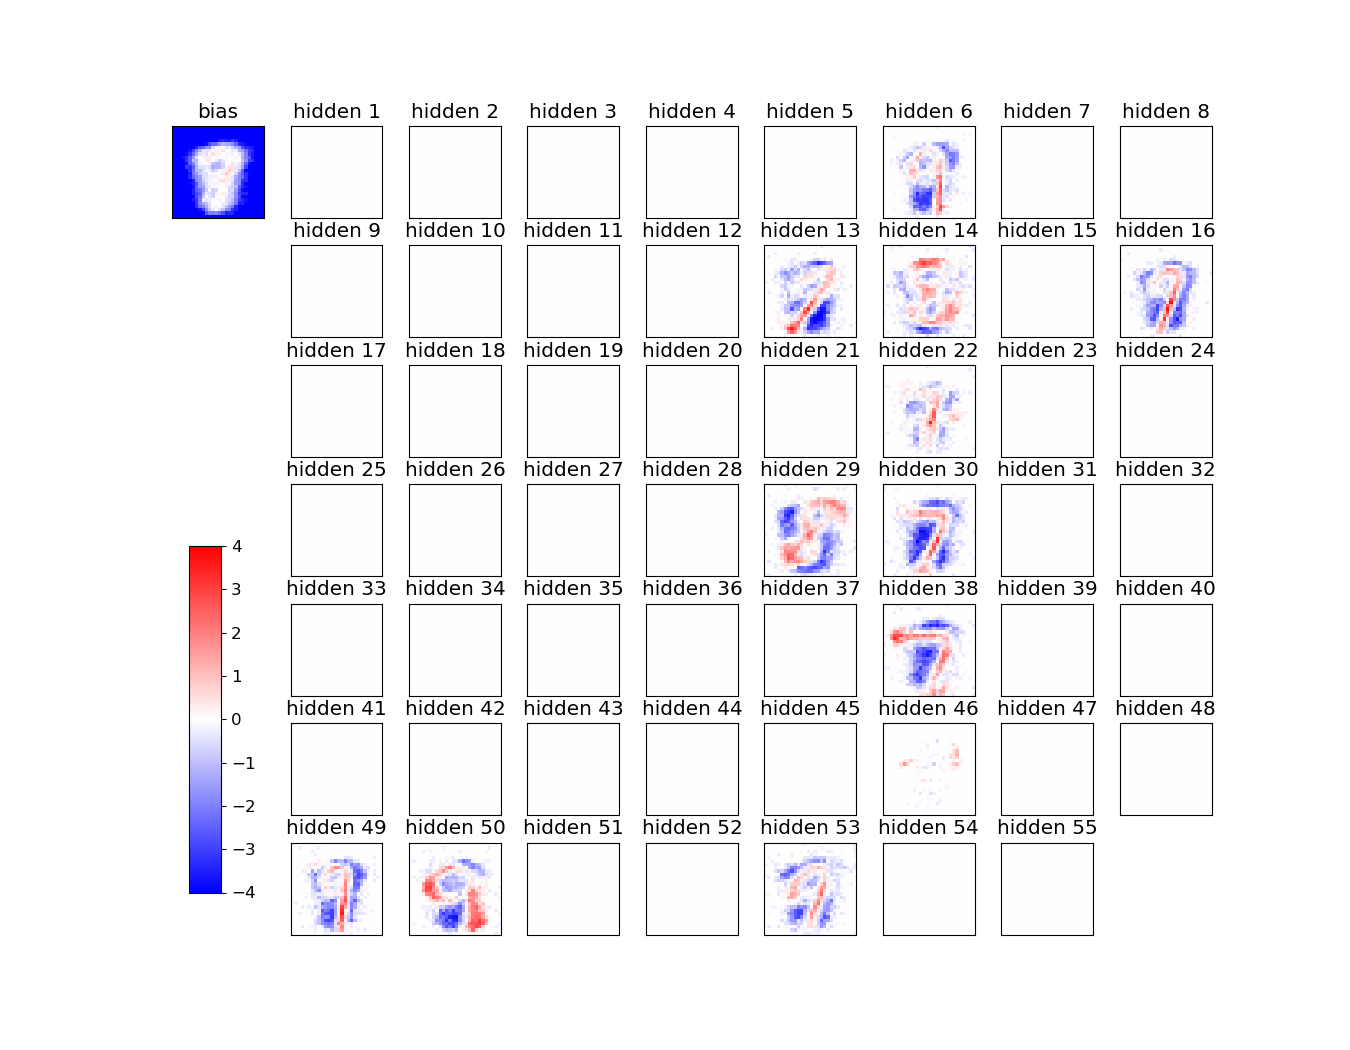 bias hidden 1 hidden 2 hidden 3 hidden 4 hidden 5 hidden 6 hidden 7 hidden 8
hidden 9 hidden 10 hidden 11 hidden 12 hidden 13 hidden 14 hidden 15 hidden 16
hidden 17 hidden 18 hidden 19 hidden 20 hidden 21 hidden 22 hidden 23 hidden 24
hidden 25 hidden 26 hidden 27 hidden 28 hidden 29 hidden 30 hidden 31 hidden 32
hidden 33 hidden 34 hidden 35 hidden 36 hidden 37 hidden 38 hidden 39 hidden 40
hidden 41 hidden 42 hidden 43 hidden 44 hidden 45 hidden 46 hidden 47 hidden 48
hidden 49 hidden 50 hidden 51 hidden 52 hidden 53 hidden 54 hidden 55
4
3
2
1
0
−1
−2
−3
−4